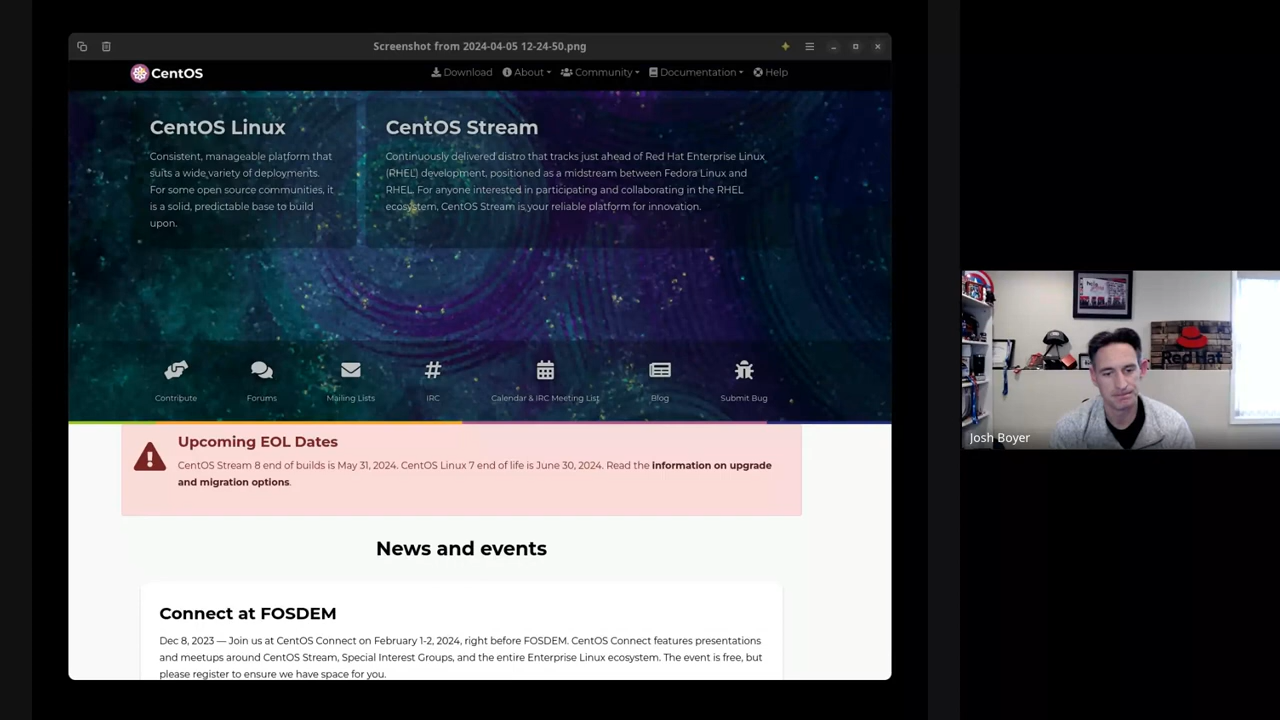 Screenshot from 2024-04-05 12-24-50.png
CentOS
Download About Community Documentation Help
CentOS Linux
Consistent, manageable platform that
suits a wide variety of deployments.
For some open source communities, it
is a solid, predictable base to build
upon.
CentOS Stream
Continuously delivered distro that tracks just ahead of Red Hat Enterprise Linux
(RHEL) development, positioned as a midstream between Fedora Linux and
RHEL. For anyone interested in participating and collaborating in the RHEL
ecosystem, CentOS Stream is your reliable platform for innovation.
Contribute Forums Mailing Lists IRC Calendar & IRC Meeting List Blog Submit Bug
Upcoming EOL Dates
CentOS Stream 8 end of builds is May 31, 2024. CentOS Linux 7 end of life is June 30, 2024. Read the information on upgrade
and migration options.
News and events
Connect at FOSDEM
Dec 8, 2023 — Join us at CentOS Connect on February 1-2, 2024, right before FOSDEM. CentOS Connect features presentations
and meetups around CentOS Stream, Special Interest Groups, and the entire Enterprise Linux ecosystem. The event is free, but
please register to ensure we have space for you.
Red Hat
Josh Boyer